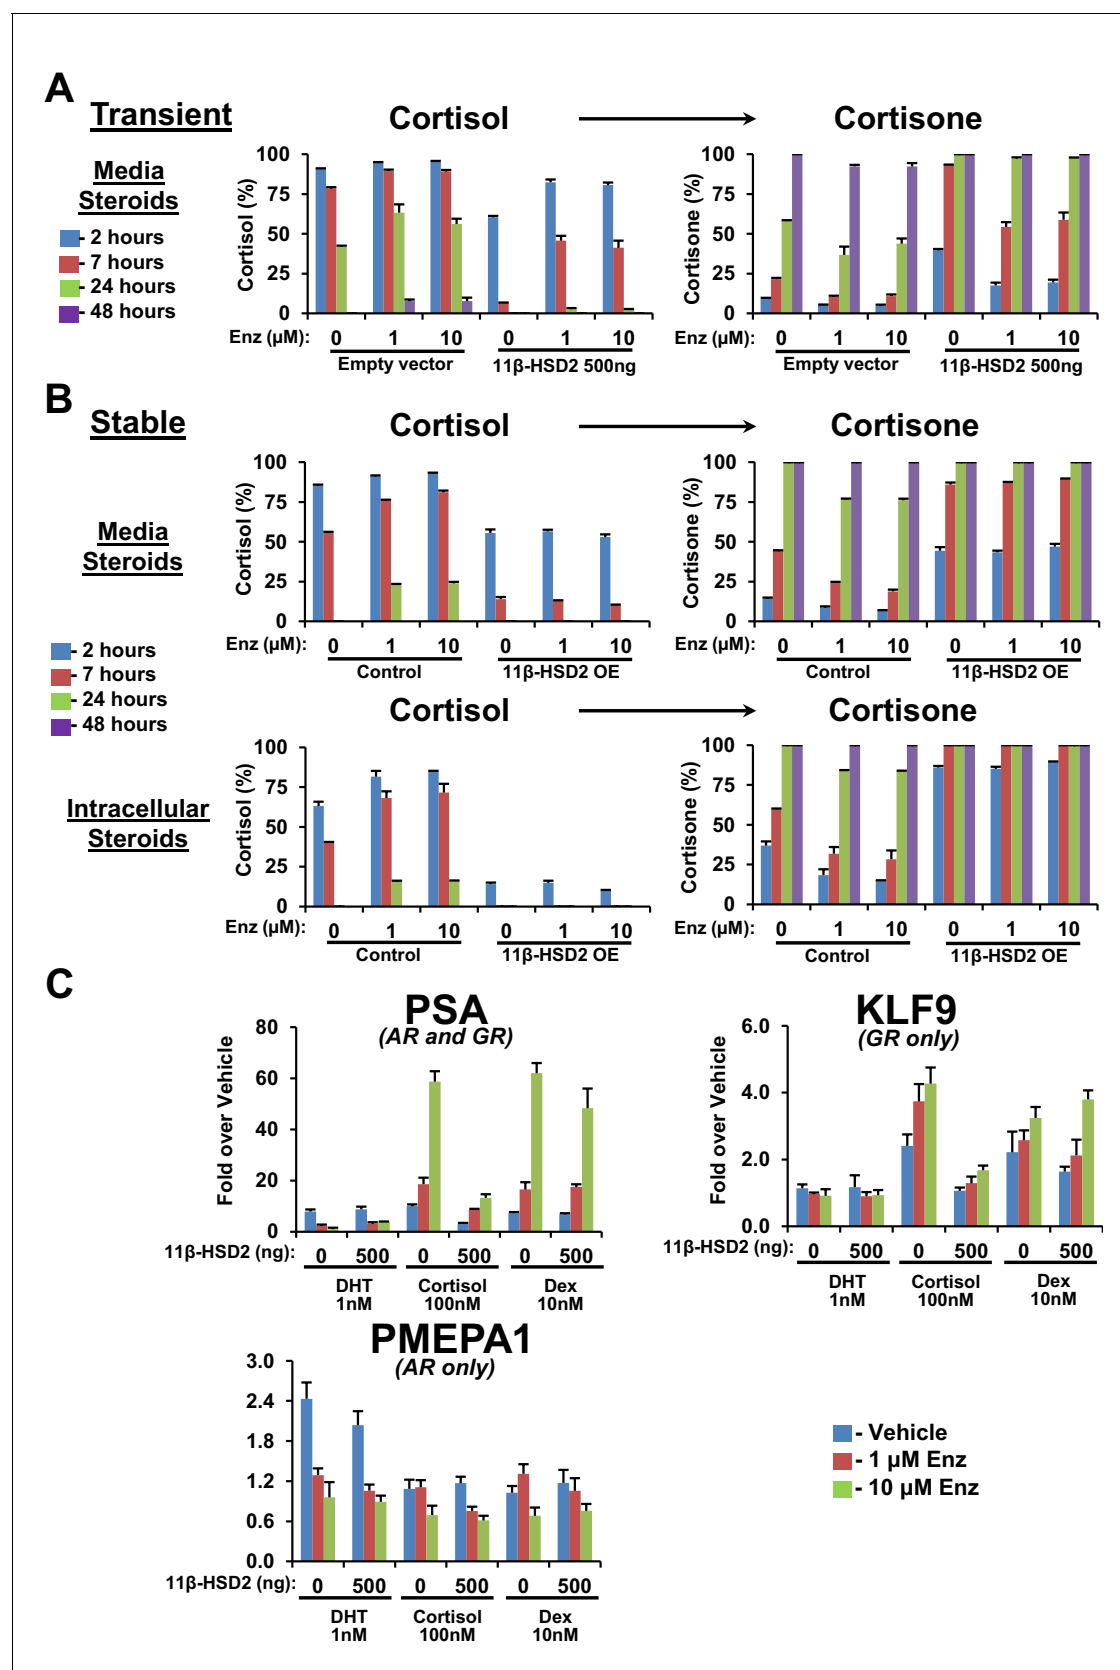 A
Transient
Cortisol
Cortisone
Media
Steroids
- 2 hours
- 7 hours
- 24 hours
- 48 hours
Cortisol (%)
100
75
50
25
0
Enz (µM): 0 1 10 0 1 10
Empty vector 11β-HSD2 500ng
Cortisone (%)
100
75
50
25
0
Enz (µM): 0 1 10 0 1 10
Empty vector 11β-HSD2 500ng
B
Stable
Cortisol
Cortisone
Media
Steroids
Cortisol (%)
100
75
50
25
0
Enz (µM): 0 1 10 0 1 10
Control 11β-HSD2 OE
Cortisone (%)
100
75
50
25
0
Enz (µM): 0 1 10 0 1 10
Control 11β-HSD2 OE
- 2 hours
- 7 hours
- 24 hours
- 48 hours
Cortisol
Cortisone
Intracellular
Steroids
Cortisol (%)
100
75
50
25
0
Enz (µM): 0 1 10 0 1 10
Control 11β-HSD2 OE
Cortisone (%)
100
75
50
25
0
Enz (µM): 0 1 10 0 1 10
Control 11β-HSD2 OE
C
PSA
(AR and GR)
Fold over Vehicle
80
60
40
20
0
11β-HSD2 (ng): 0 500 0 500 0 500
DHT Cortisol Dex
1nM 100nM 10nM
KLF9
(GR only)
Fold over Vehicle
6.0
4.0
2.0
0.0
11β-HSD2 (ng): 0 500 0 500 0 500
DHT Cortisol Dex
1nM 100nM 10nM
PMEPA1
(AR only)
3.0
2.4
1.8
1.2
0.6
0.0
11β-HSD2 (ng): 0 500 0 500 0 500
DHT Cortisol Dex
1nM 100nM 10nM
- Vehicle
- 1 µM Enz
- 10 µM Enz